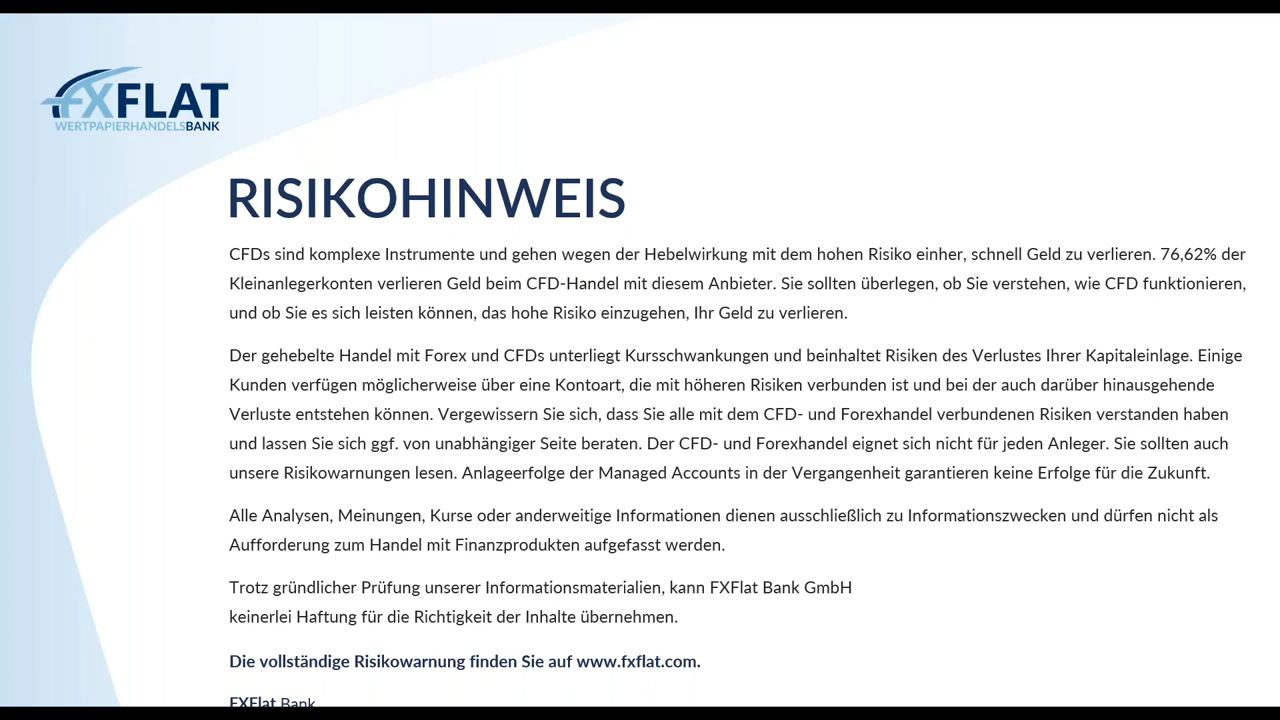 FXFLAT
WERTPAPIERHANDELSBANK
RISIKOHINWEIS
CFDs sind komplexe Instrumente und gehen wegen der Hebelwirkung mit dem hohen Risiko einher, schnell Geld zu verlieren. 76,62% der
Kleinanlegerkonten verlieren Geld beim CFD-Handel mit diesem Anbieter. Sie sollten überlegen, ob Sie verstehen, wie CFD funktionieren,
und ob Sie es sich leisten können, das hohe Risiko einzugehen, Ihr Geld zu verlieren.
Der gehebelte Handel mit Forex und CFDs unterliegt Kursschwankungen und beinhaltet Risiken des Verlustes Ihrer Kapitaleinlage. Einige
Kunden verfügen möglicherweise über eine Kontoart, die mit höheren Risiken verbunden ist und bei der auch darüber hinausgehende
Verluste entstehen können. Vergewissern Sie sich, dass Sie alle mit dem CFD- und Forexhandel verbundenen Risiken verstanden haben
und lassen Sie sich ggf. von unabhängiger Seite beraten. Der CFD- und Forexhandel eignet sich nicht für jeden Anleger. Sie sollten auch
unsere Risikowarnungen lesen. Anlageerfolge der Managed Accounts in der Vergangenheit garantieren keine Erfolge für die Zukunft.
Alle Analysen, Meinungen, Kurse oder anderweitige Informationen dienen ausschließlich zu Informationszwecken und dürfen nicht als
Aufforderung zum Handel mit Finanzprodukten aufgefasst werden.
Trotz gründlicher Prüfung unserer Informationsmaterialien, kann FXFlat Bank GmbH
keinerlei Haftung für die Richtigkeit der Inhalte übernehmen.
Die vollständige Risikowarnung finden Sie auf www.fxflat.com.
FXFlat Bank